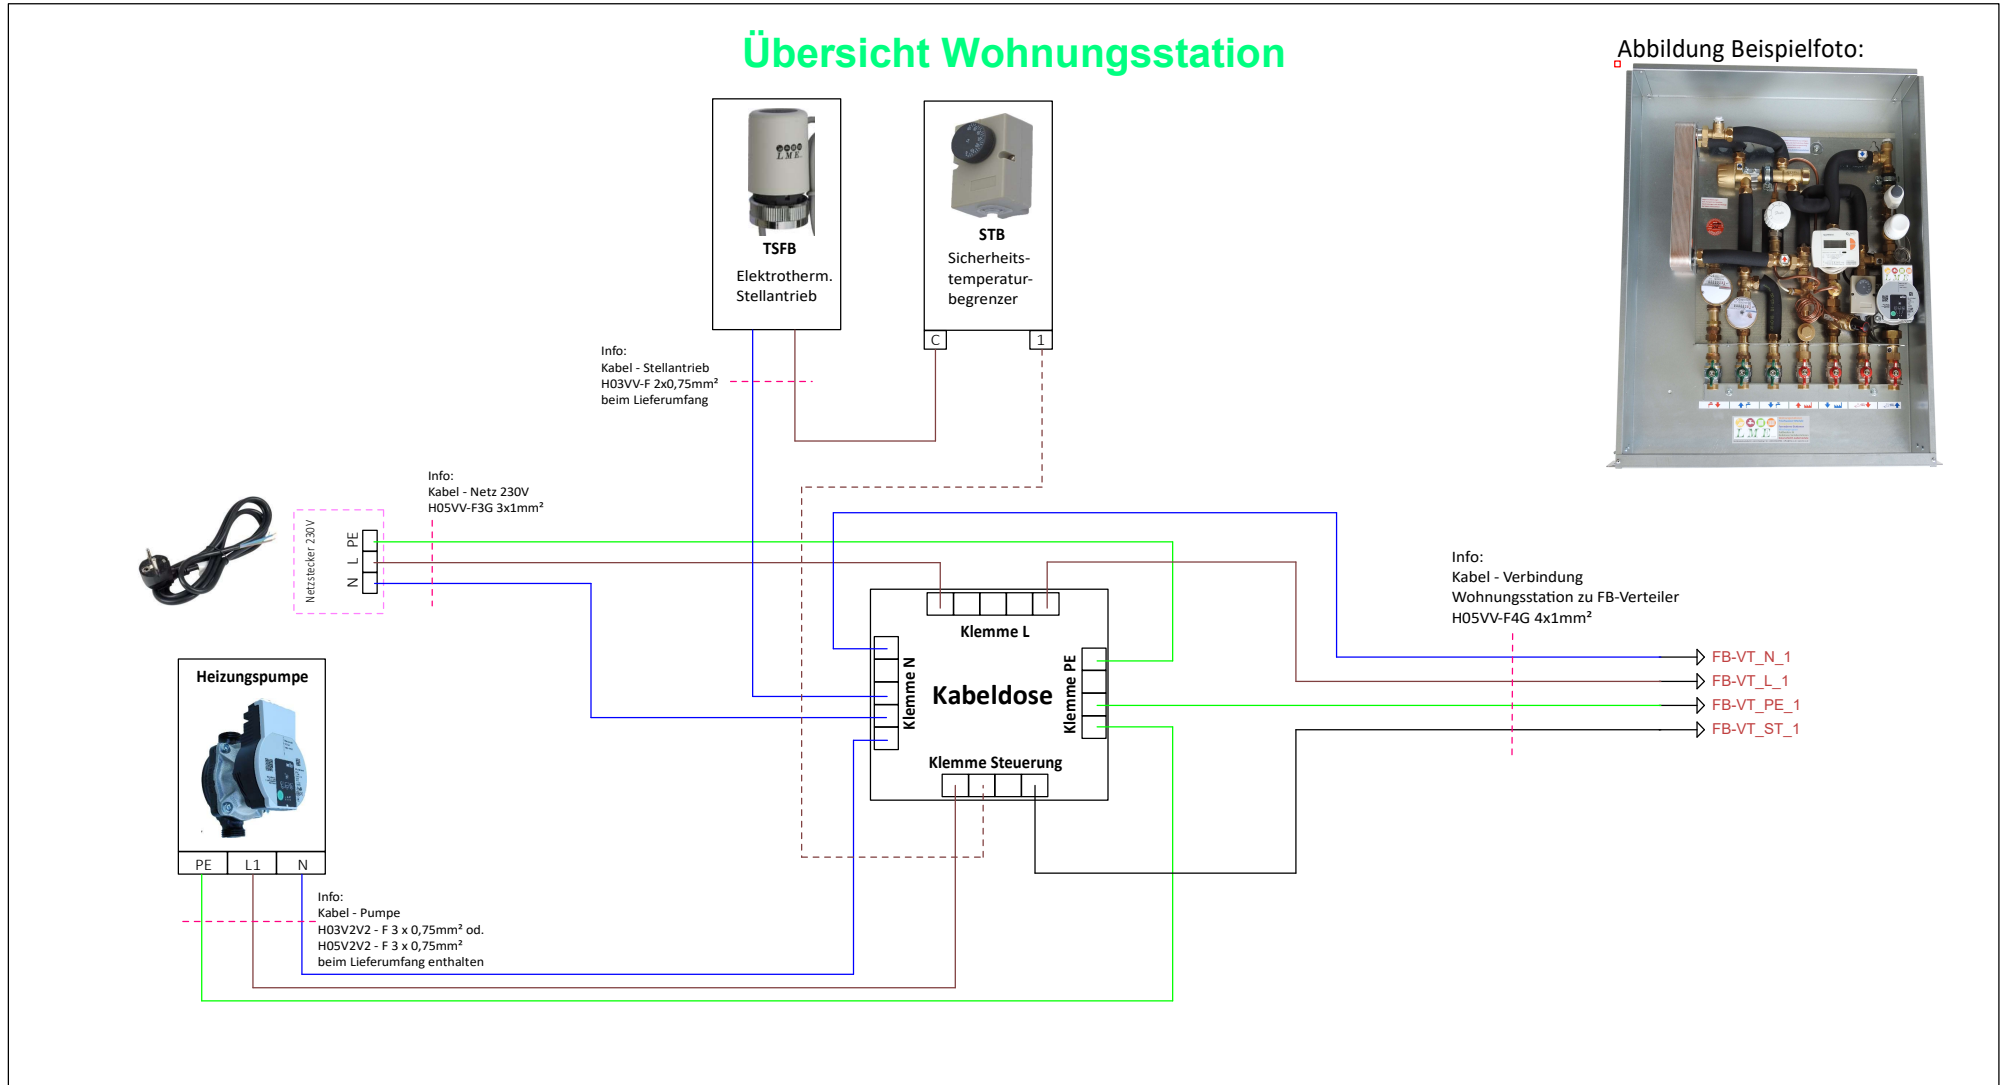 Übersicht Wohnungsstation
Abbildung Beispielfoto:
LME
TSFB
Elektrotherm.
Stellantrieb
STB
Sicherheits-
temperatur-
begrenzer
C
1
Info:
Kabel - Stellantrieb
H03VV-F 2x0,75mm²
beim Lieferumfang
LME
Info:
Kabel - Netz 230V
H05VV-F3G 3x1mm²
Netzstecker 230V
PE
L
N
Info:
Kabel - Verbindung
Wohnungsstation zu FB-Verteiler
H05VV-F4G 4x1mm²
Klemme L
Klemme N
Kabeldose
Klemme PE
Klemme Steuerung
FB-VT_N_1
FB-VT_L_1
FB-VT_PE_1
FB-VT_ST_1
Heizungspumpe
PE
L1
N
Info:
Kabel - Pumpe
H03V2V2 - F 3 x 0,75mm² od.
H05V2V2 - F 3 x 0,75mm²
beim Lieferumfang enthalten